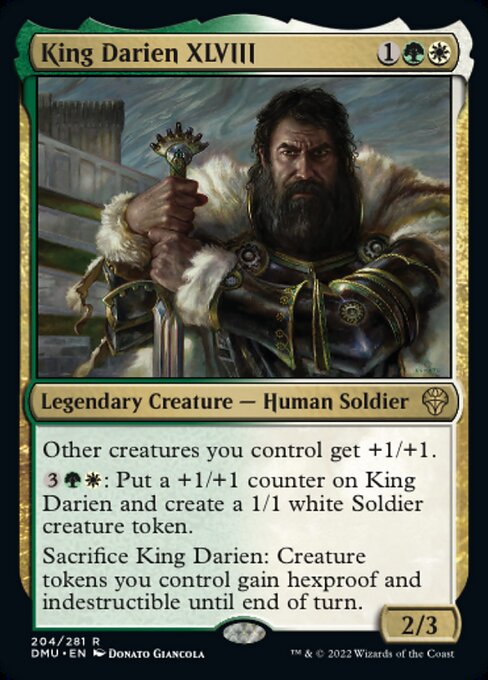 King Darien XLVIII 1
Legendary Creature — Human Soldier
Other creatures you control get +1/+1.
3: Put a +1/+1 counter on King
Darien and create a 1/1 white Soldier
creature token.
Sacrifice King Darien: Creature
tokens you control gain hexproof and
indestructible until end of turn.
2/3
204/281 R
DMU • EN Donato Giancola ™ & © 2022 Wizards of the Coast